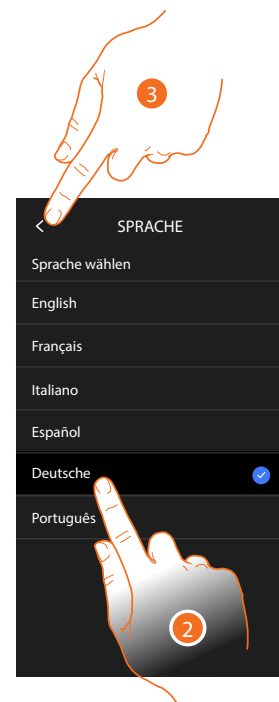 3
SPRACHE
Sprache wählen
English
Français
Italiano
Español
Deutsche
Português
2